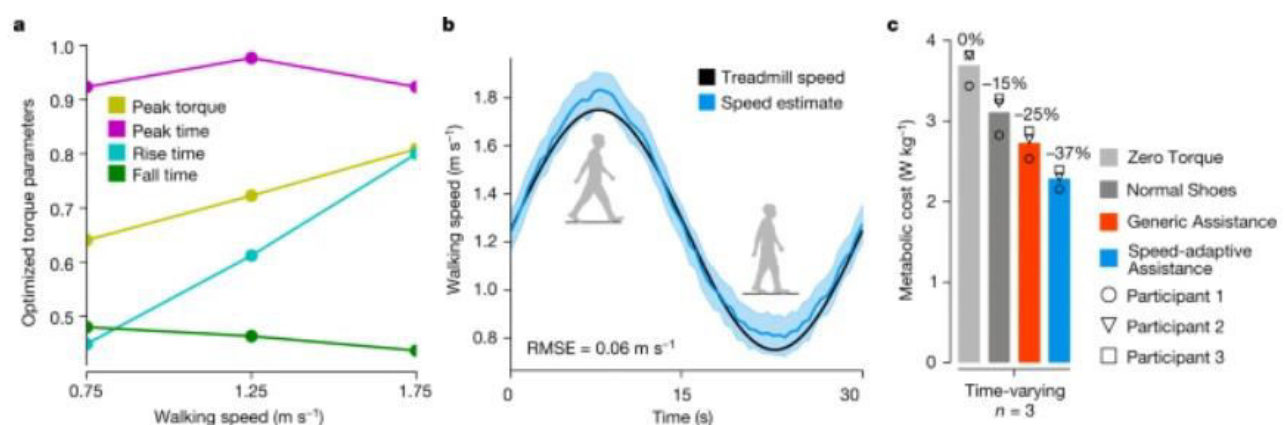 a
Optimized torque parameters
1.0
0.9
0.8
0.7
0.6
0.5
Peak torque
Peak time
Rise time
Fall time
0.75
1.25
1.75
Walking speed (m s⁻¹)
b
Walking speed (m s⁻¹)
1.8
1.6
1.4
1.2
1.0
0.8
Treadmill speed
Speed estimate
RMSE = 0.06 m s⁻¹
0
15
30
Time (s)
c
Metabolic cost (W kg⁻¹)
4
3
2
1
0
0%
–15%
–25%
–37%
Zero Torque
Normal Shoes
Generic Assistance
Speed-adaptive
Assistance
Participant 1
Participant 2
Participant 3
Time-varying
n = 3